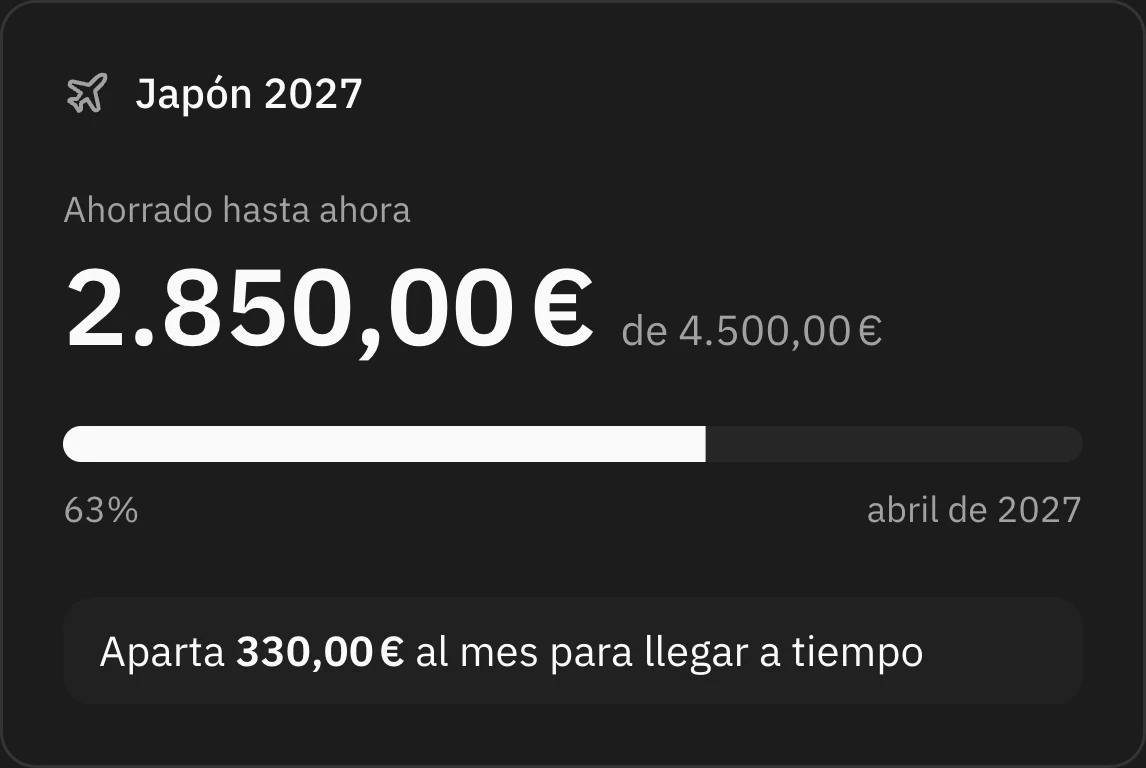 Japón 2027
Ahorrado hasta ahora
2.850,00 € de 4.500,00 €
63% abril de 2027
Aparta 330,00 € al mes para llegar a tiempo